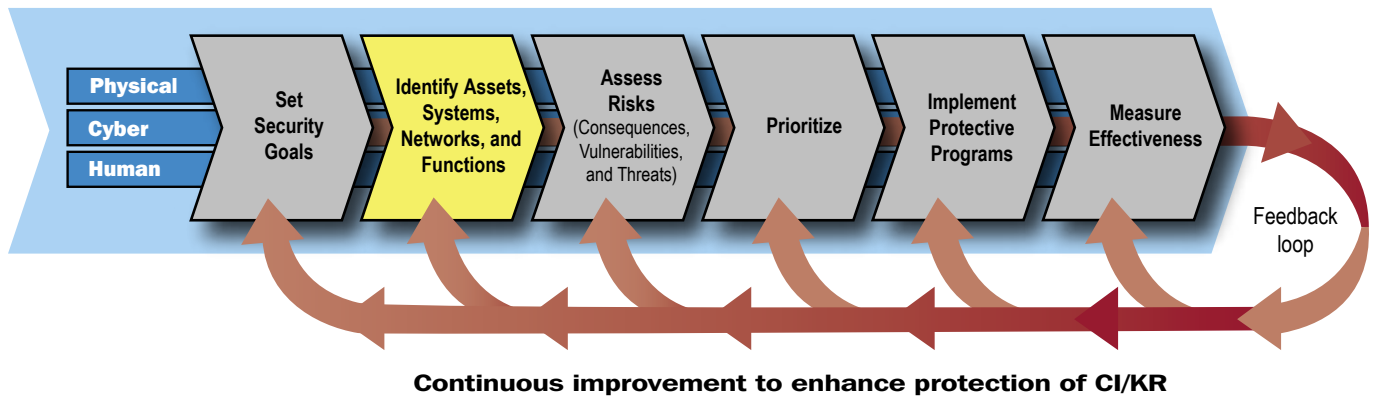 Physical
Cyber
Human
Set
Security
Goals
Identify Assets,
Systems,
Networks, and
Functions
Assess
Risks
(Consequences,
Vulnerabilities,
and Threats)
Prioritize
Implement
Protective
Programs
Measure
Effectiveness
Feedback
loop
Continuous improvement to enhance protection of CI/KR